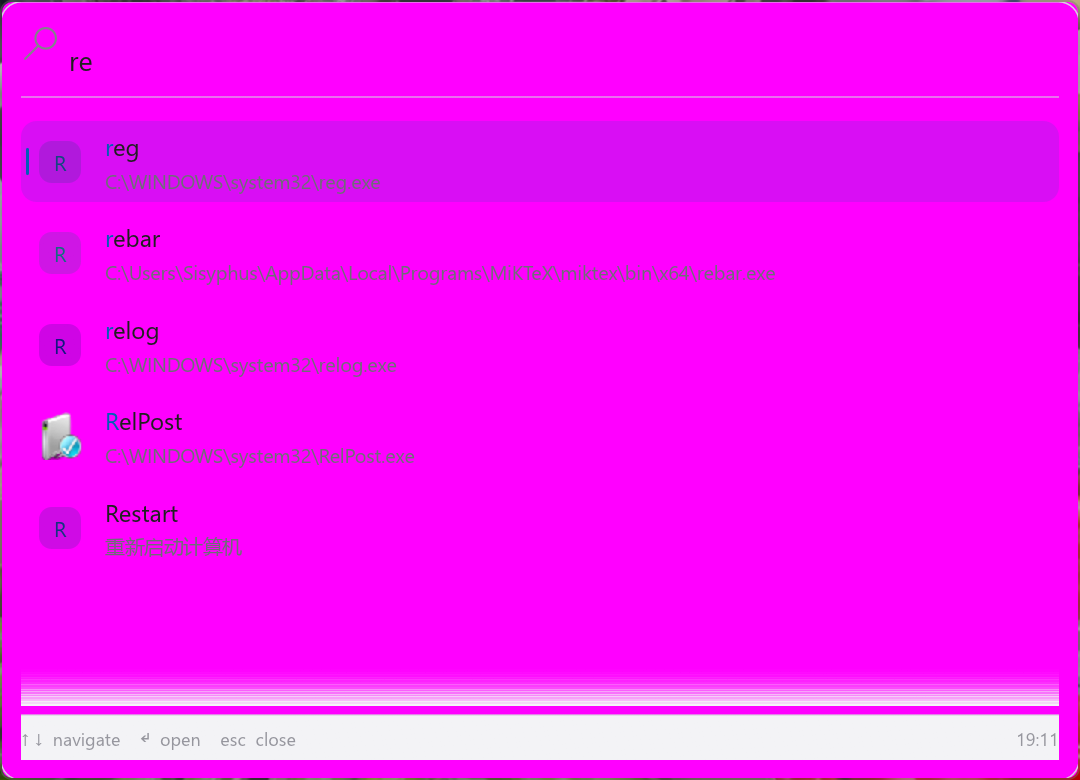 re
R
reg
C:\WINDOWS\system32\reg.exe
R
rebar
C:\Users\Sisyphus\AppData\Local\Programs\MiKTeX\miktex\bin\x64\rebar.exe
R
relog
C:\WINDOWS\system32\relog.exe
RelPost
C:\WINDOWS\system32\RelPost.exe
R
Restart
重新启动计算机
↑↓ navigate ↵ open esc close 19:11